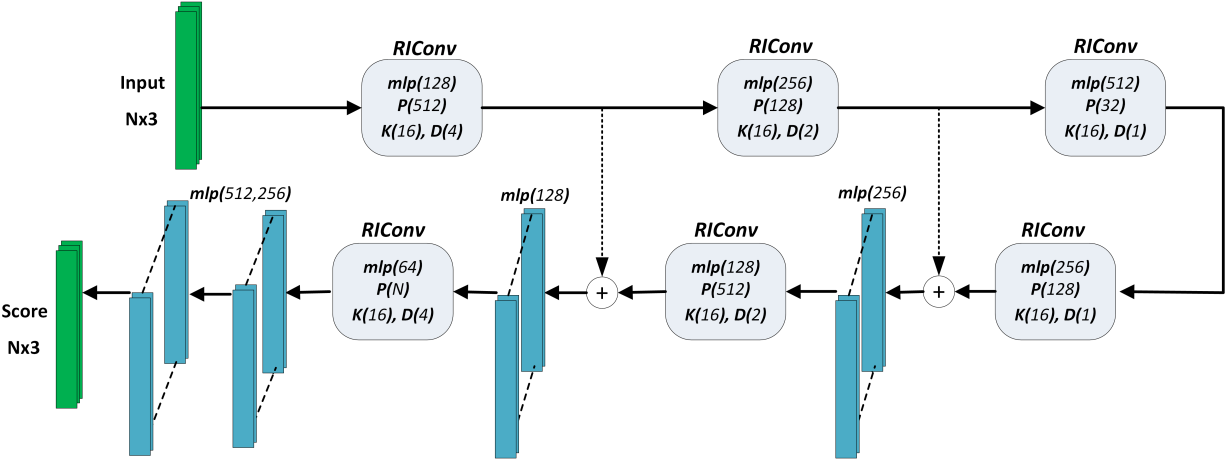 Input
Nx3
RIConv
mlp(128)
P(512)
K(16), D(4)
RIConv
mlp(256)
P(128)
K(16), D(2)
RIConv
mlp(512)
P(32)
K(16), D(1)
Score
Nx3
mlp(512,256)
RIConv
mlp(64)
P(N)
K(16), D(4)
mlp(128)
+
RIConv
mlp(128)
P(512)
K(16), D(2)
mlp(256)
+
RIConv
mlp(256)
P(128)
K(16), D(1)